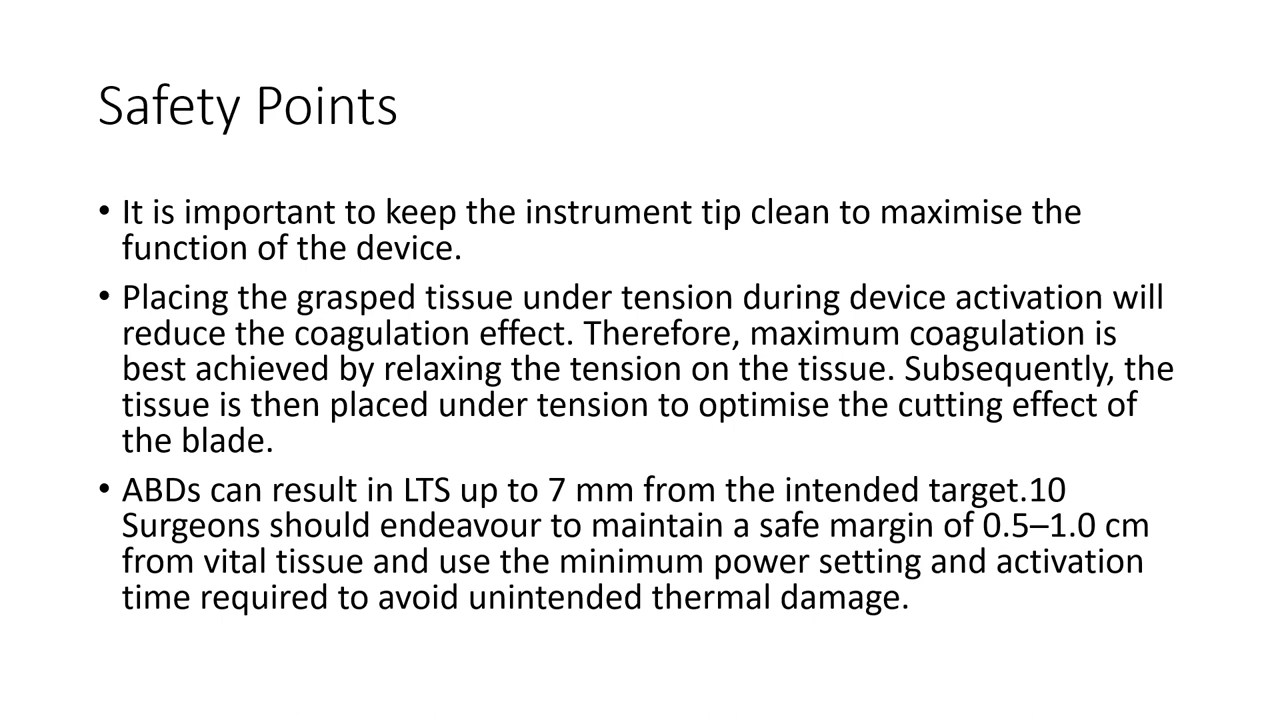 Safety Points
• It is important to keep the instrument tip clean to maximise the
function of the device.
• Placing the grasped tissue under tension during device activation will
reduce the coagulation effect. Therefore, maximum coagulation is
best achieved by relaxing the tension on the tissue. Subsequently, the
tissue is then placed under tension to optimise the cutting effect of
the blade.
• ABDs can result in LTS up to 7 mm from the intended target.10
Surgeons should endeavour to maintain a safe margin of 0.5–1.0 cm
from vital tissue and use the minimum power setting and activation
time required to avoid unintended thermal damage.